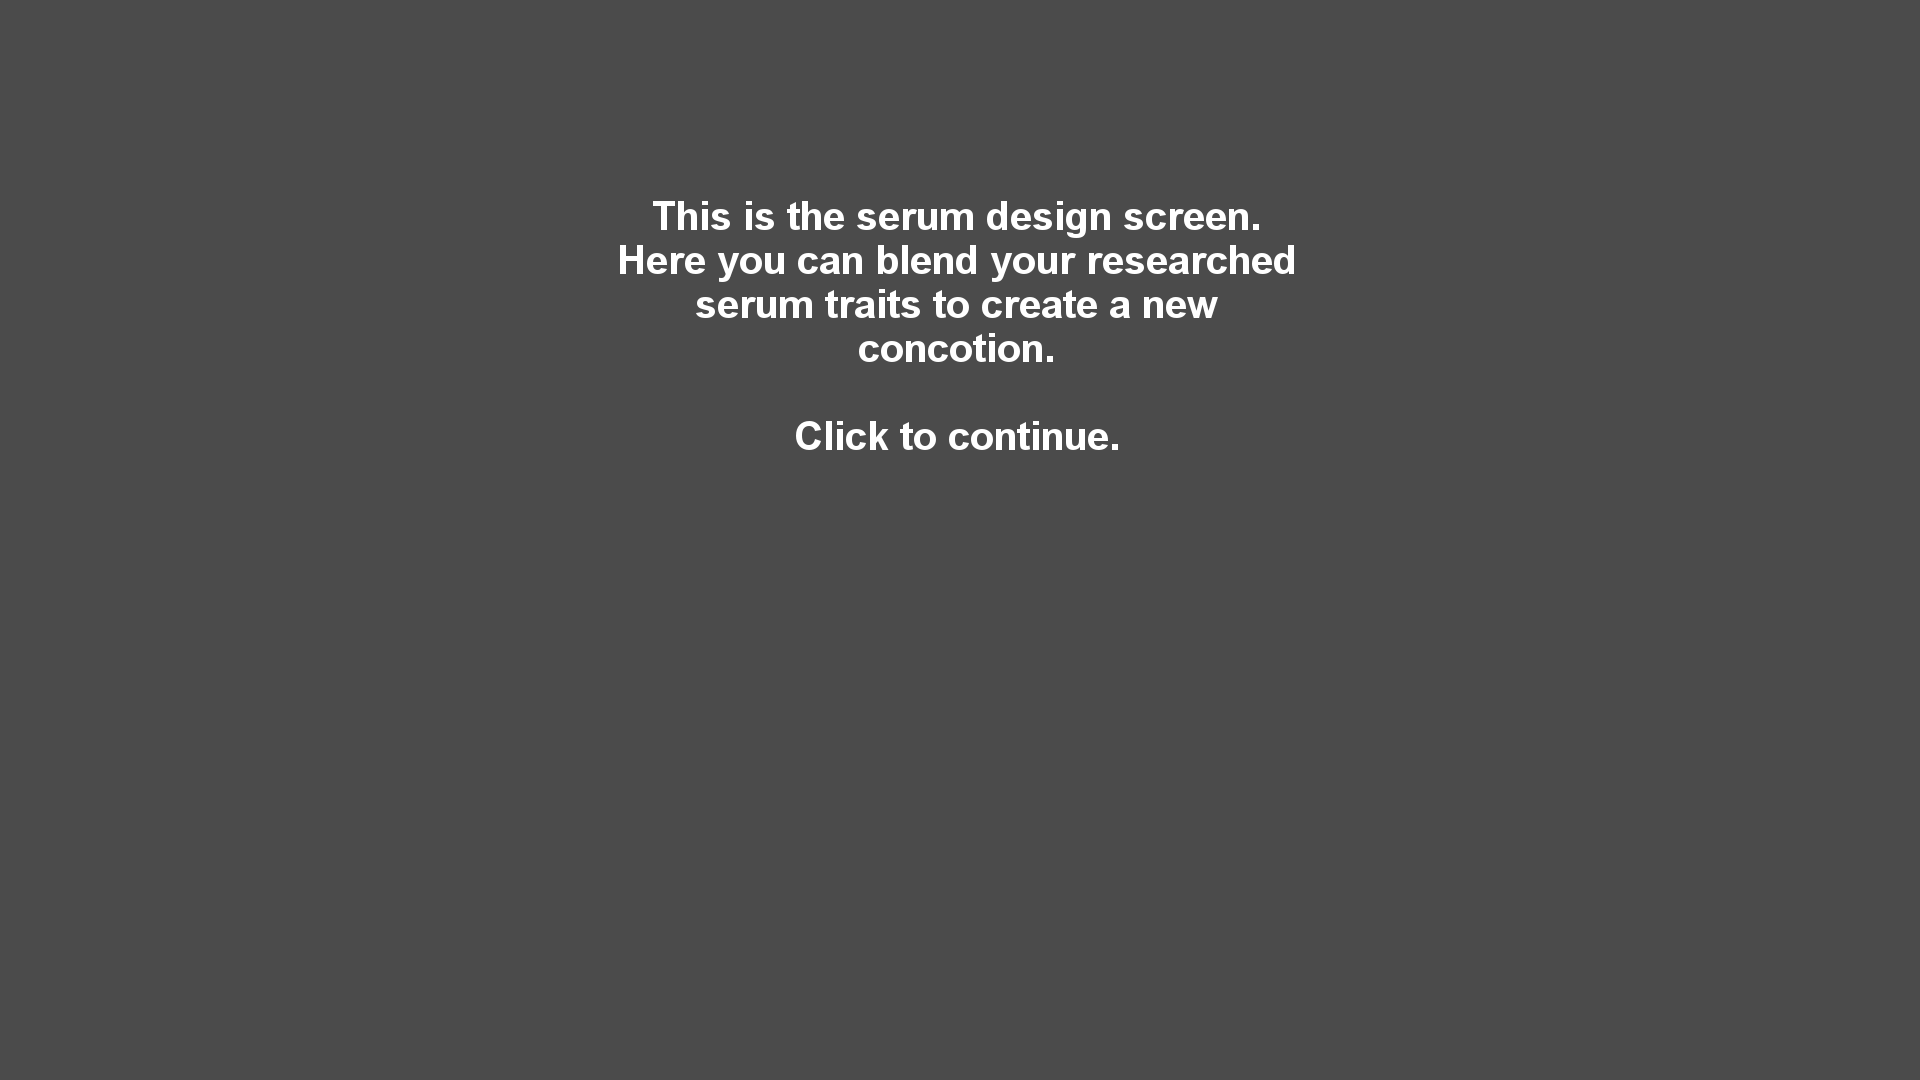 This is the serum design screen.
Here you can blend your researched
serum traits to create a new
concotion.
Click to continue.